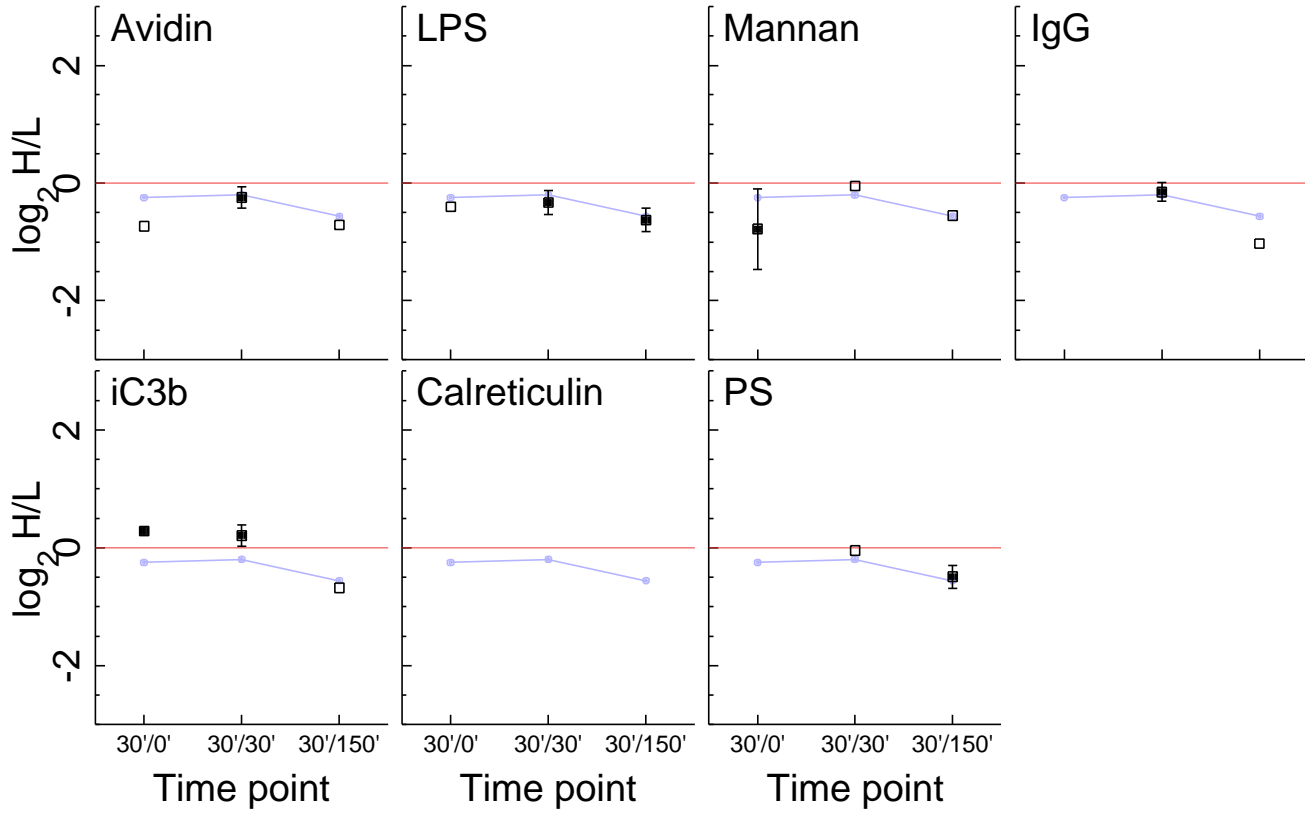 Avidin
LPS
Mannan
IgG
log2 H/L
2
0
-2
iC3b
Calreticulin
PS
log2 H/L
2
0
-2
30'/0' 30'/30' 30'/150'
30'/0' 30'/30' 30'/150'
30'/0' 30'/30' 30'/150'
Time point
Time point
Time point